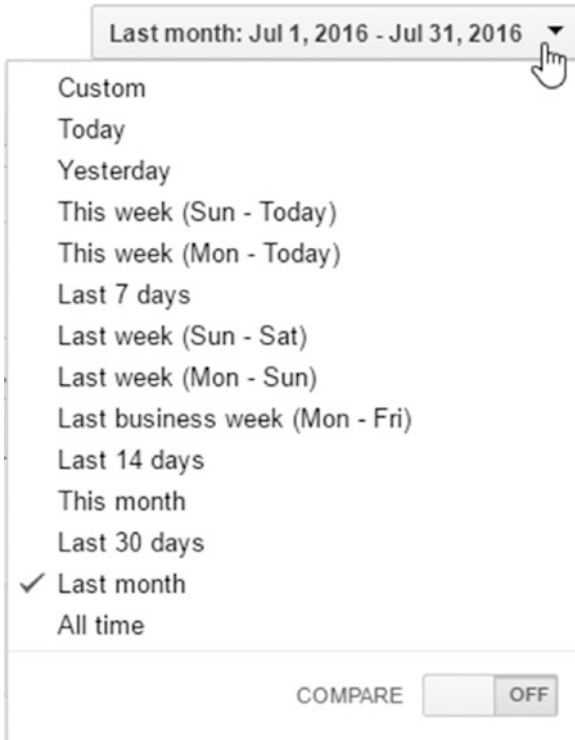 Last month: Jul 1, 2016 - Jul 31, 2016
Custom
Today
Yesterday
This week (Sun - Today)
This week (Mon - Today)
Last 7 days
Last week (Sun - Sat)
Last week (Mon - Sun)
Last business week (Mon - Fri)
Last 14 days
This month
Last 30 days
Last month
All time
COMPARE OFF